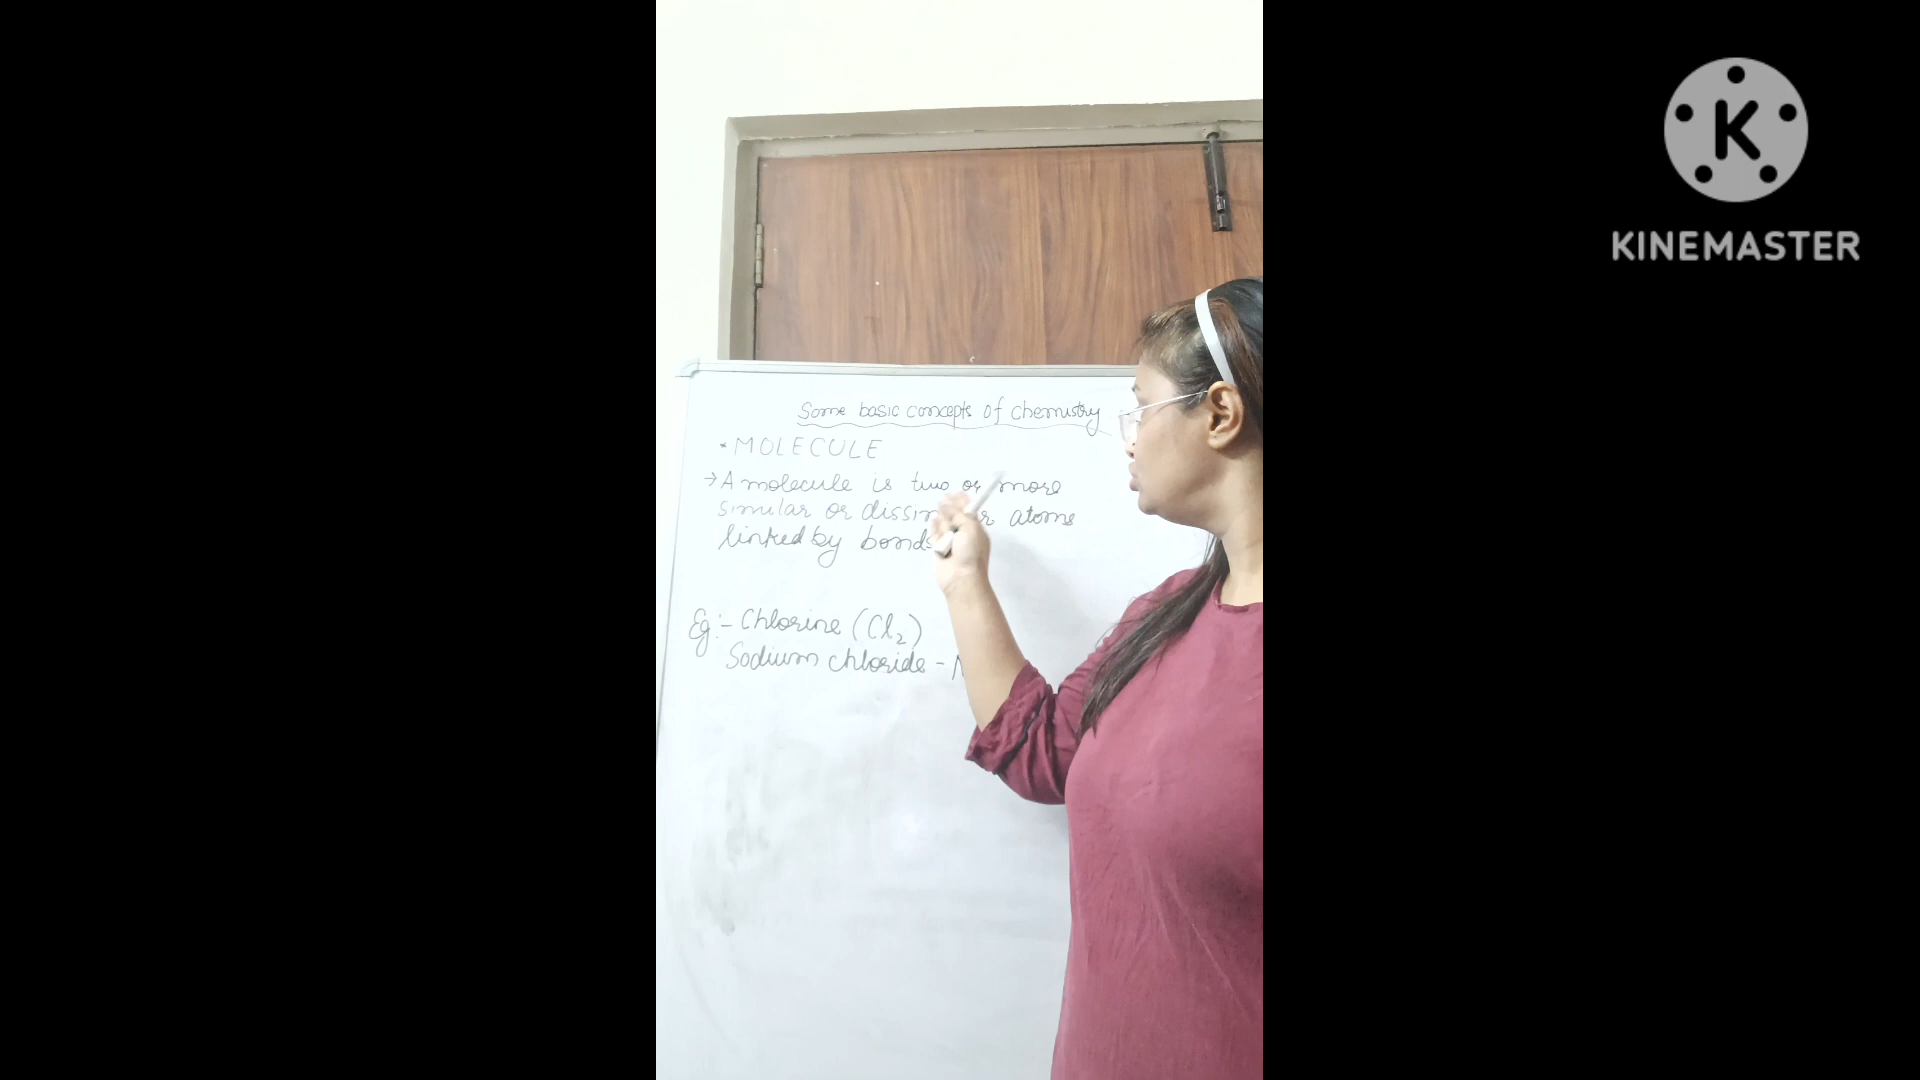 Some basic concepts of chemistry
• MOLECULE
→ A molecule is two or more
similar or atoms
linked by bonds
Eg:- Chlorine (Cl₂)
Sodium chloride - N
K
KINEMASTER